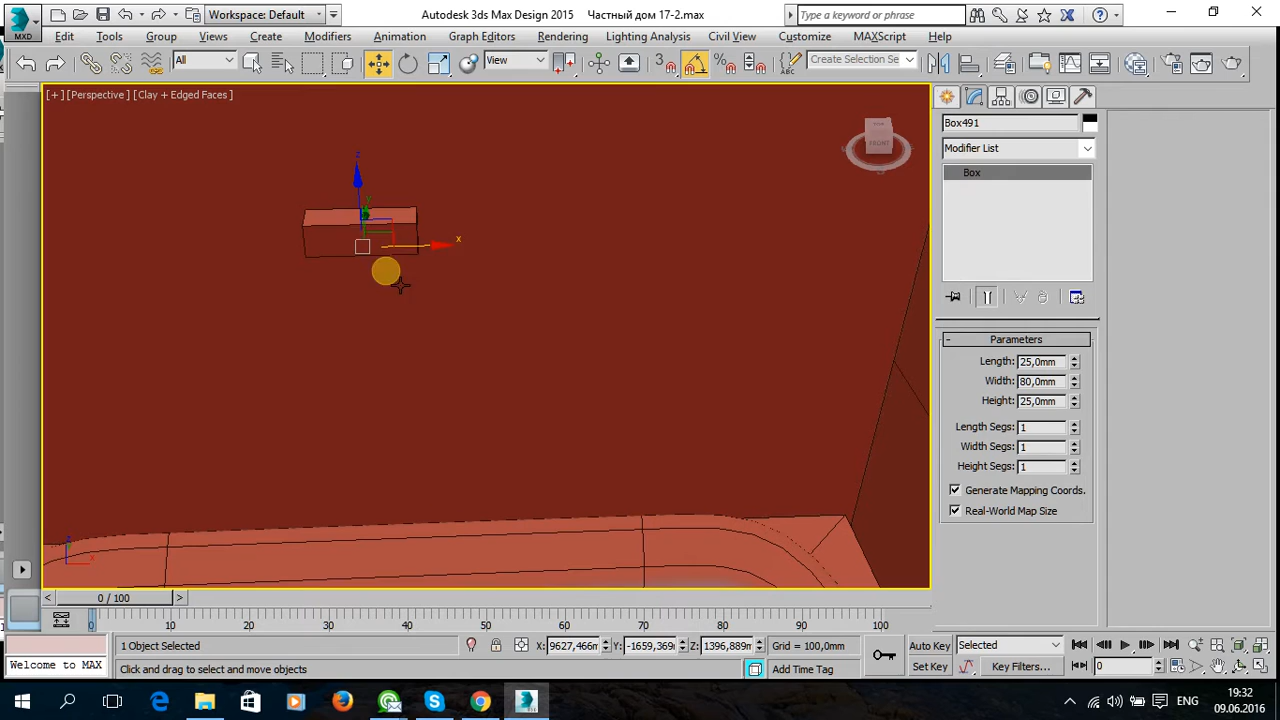 Workspace: Default
Autodesk 3ds Max Design 2015 Частный дом 17-2.max
Type a keyword or phrase
MXD
Edit Tools Group Views Create Modifiers Animation Graph Editors Rendering Lighting Analysis Civil View Customize MAXScript Help
All
View
3
Create Selection Se
[+] [Perspective] [Clay + Edged Faces]
TOP
FRONT
z
y
x
Box491
Modifier List
Box
- Parameters
Length: 25,0mm
Width: 80,0mm
Height: 25,0mm
Length Segs: 1
Width Segs: 1
Height Segs: 1
Generate Mapping Coords.
Real-World Map Size
z
x
< 0 / 100 >
0 10 20 30 40 50 60 70 80 90 100
1 Object Selected
X: 9627,466m Y: -1659,369m Z: 1396,889m Grid = 100,0mm
Auto Key Selected
Welcome to MAX
Click and drag to select and move objects
Add Time Tag
Set Key
Key Filters...
0
ENG
19:32
09.06.2016